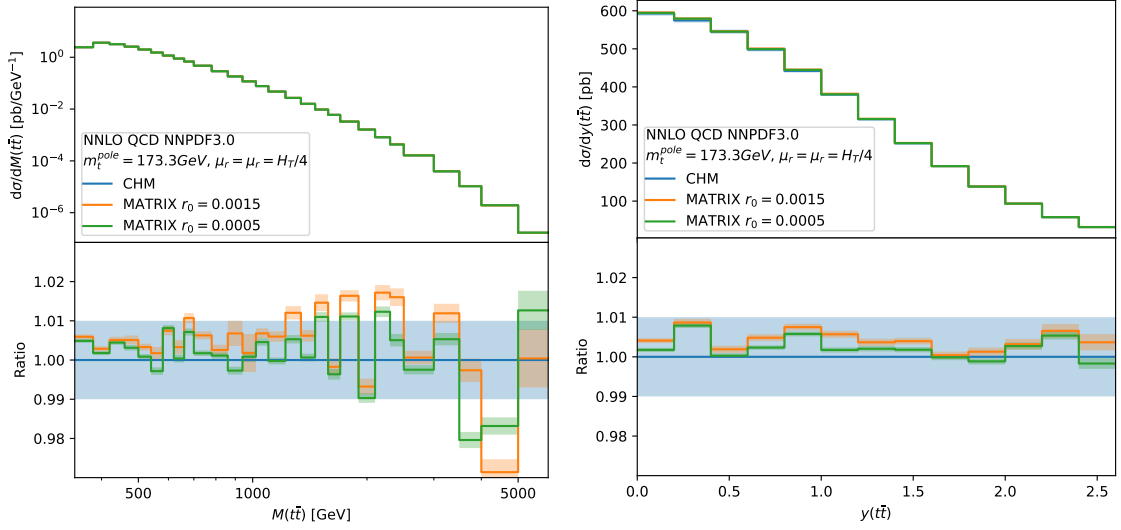 dσ/dM(tt̄) [pb/GeV⁻¹]
10⁰
10⁻²
10⁻⁴
10⁻⁶
NNLO QCD NNPDF3.0
m_t^pole = 173.3GeV, μ_r = μ_r = H_T/4
CHM
MATRIX r₀ = 0.0015
MATRIX r₀ = 0.0005
Ratio
1.02
1.01
1.00
0.99
0.98
500
1000
5000
M(tt̄) [GeV]
dσ/dy(tt̄) [pb]
600
500
400
300
200
100
NNLO QCD NNPDF3.0
m_t^pole = 173.3GeV, μ_r = μ_r = H_T/4
CHM
MATRIX r₀ = 0.0015
MATRIX r₀ = 0.0005
Ratio
1.02
1.01
1.00
0.99
0.98
0.0
0.5
1.0
1.5
2.0
2.5
y(tt̄)